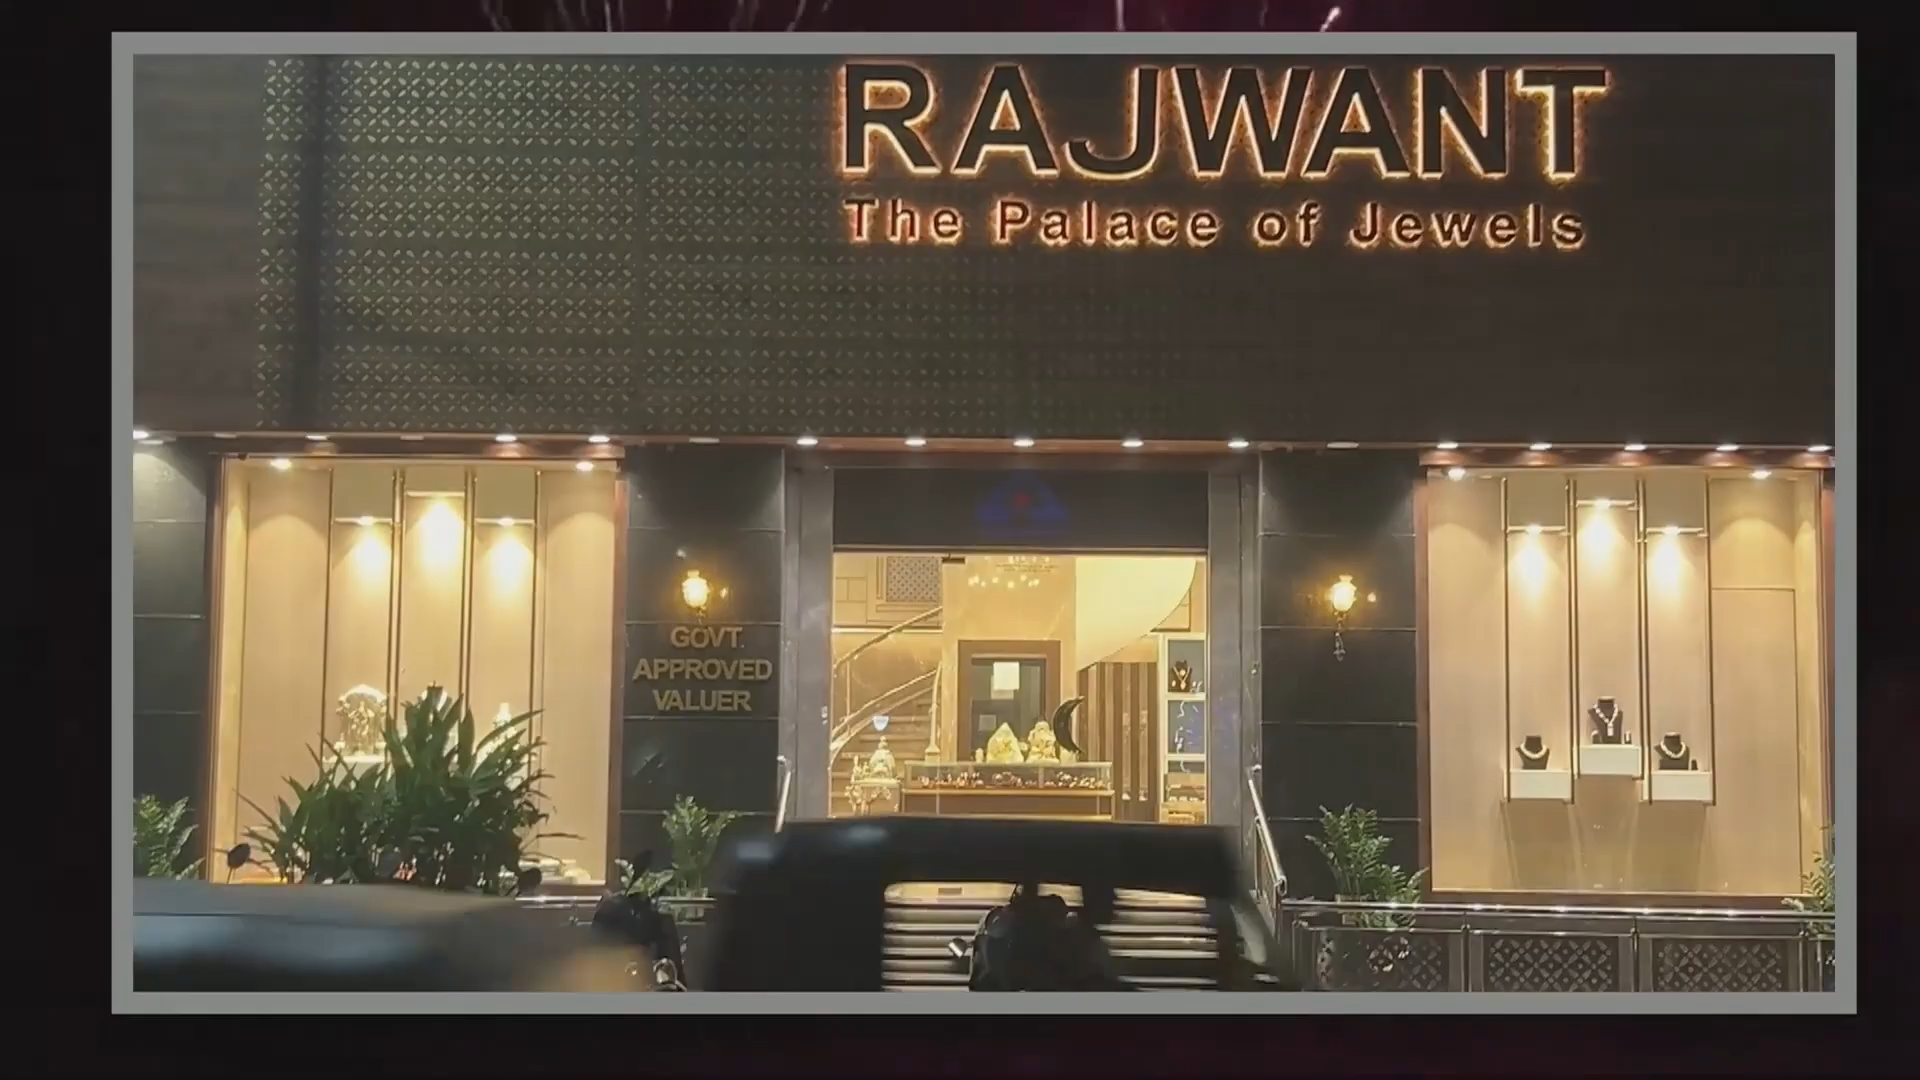 RAJWANT
The Palace of Jewels
GOVT.
APPROVED
VALUER